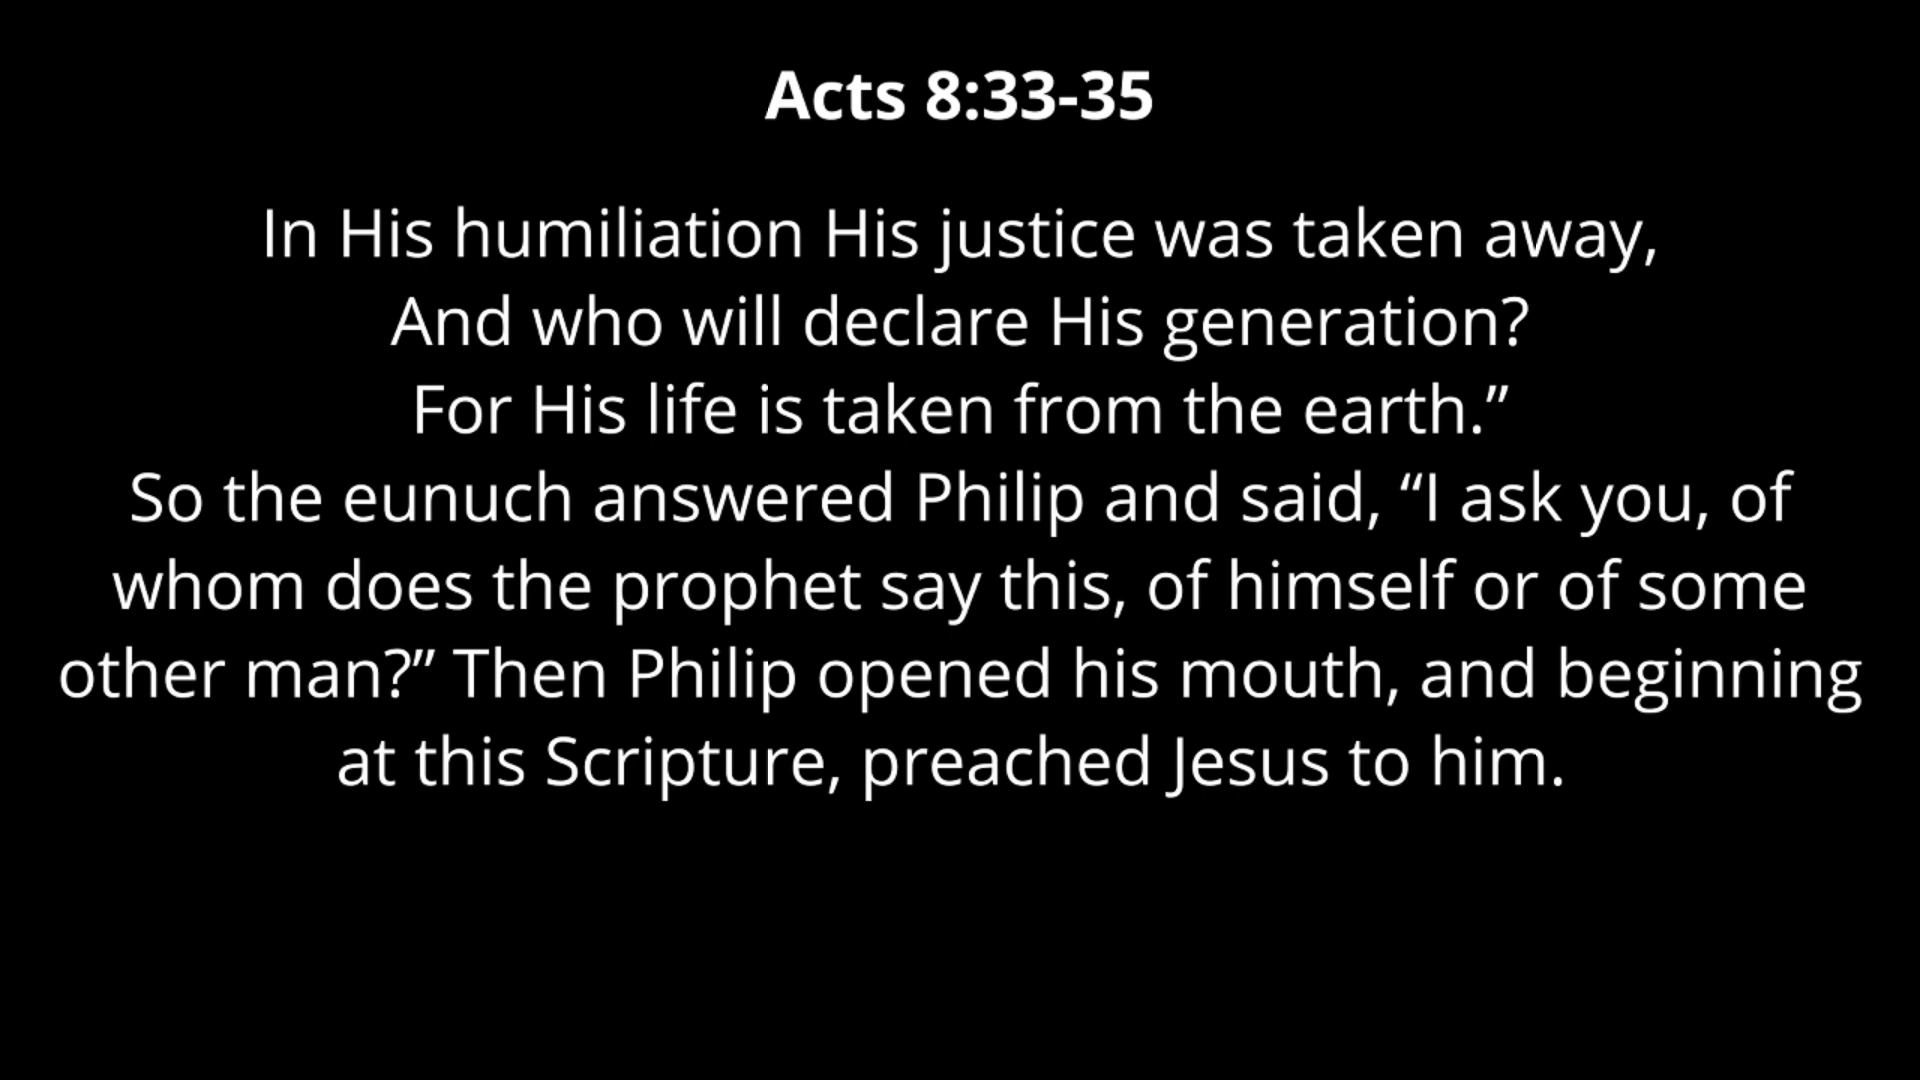 Acts 8:33-35
In His humiliation His justice was taken away,
And who will declare His generation?
For His life is taken from the earth.”
So the eunuch answered Philip and said, “I ask you, of
whom does the prophet say this, of himself or of some
other man?” Then Philip opened his mouth, and beginning
at this Scripture, preached Jesus to him.